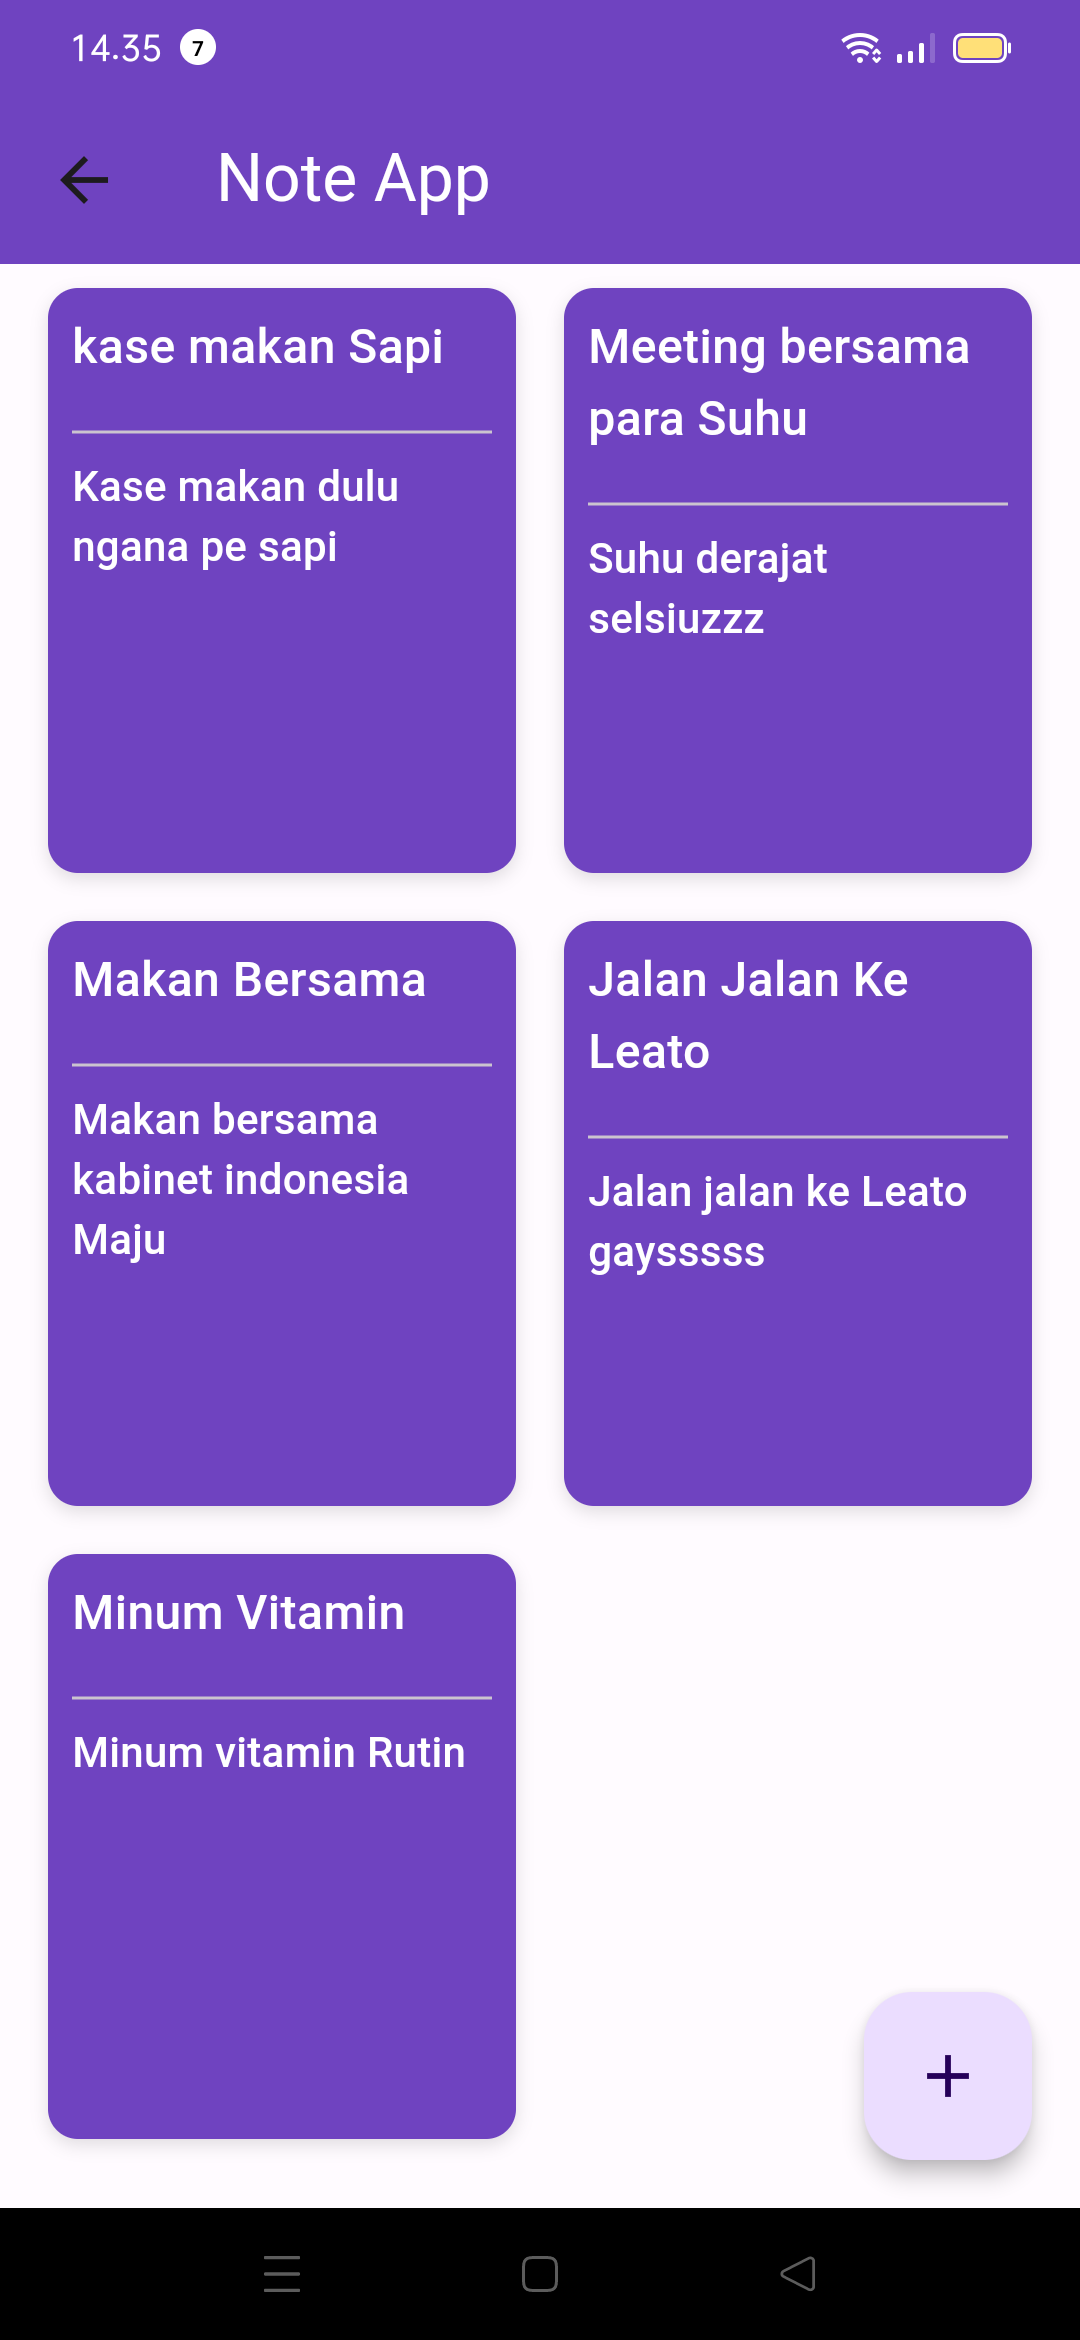 14.35
7
Note App
kase makan Sapi
Kase makan dulu
ngana pe sapi
Meeting bersama
para Suhu
Suhu derajat
selsiuzzz
Makan Bersama
Makan bersama
kabinet indonesia
Maju
Jalan Jalan Ke
Leato
Jalan jalan ke Leato
gaysssss
Minum Vitamin
Minum vitamin Rutin